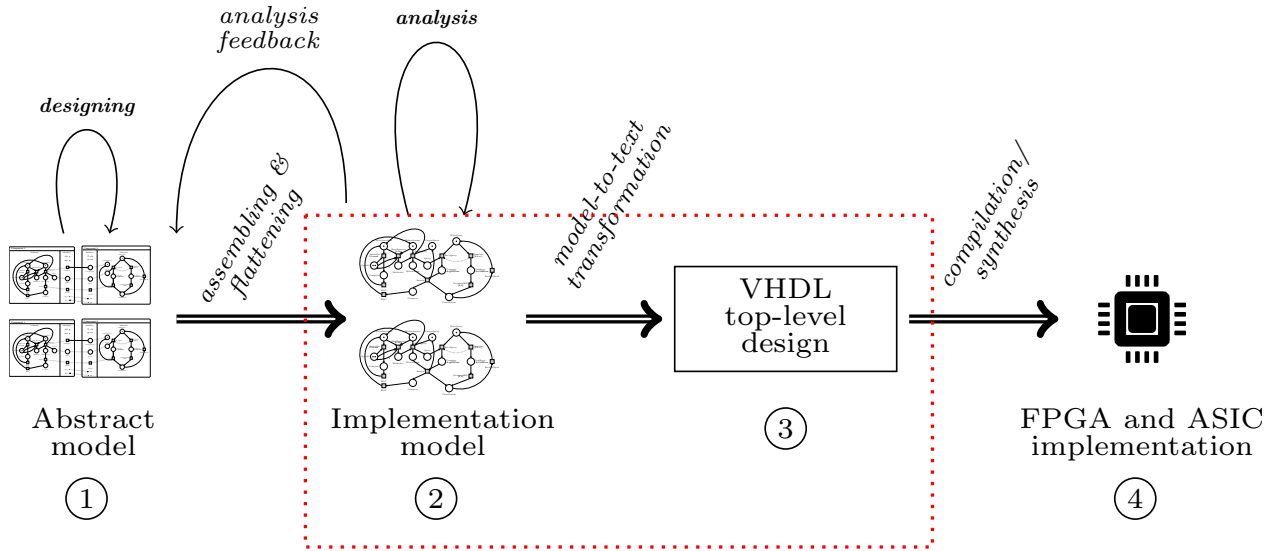 analysis
feedback
analysis
designing
assembling &
flattening
model-to-text
transformation
compilation/
synthesis
VHDL
top-level
design
Abstract
model
Implementation
model
FPGA and ASIC
implementation
1
2
3
4